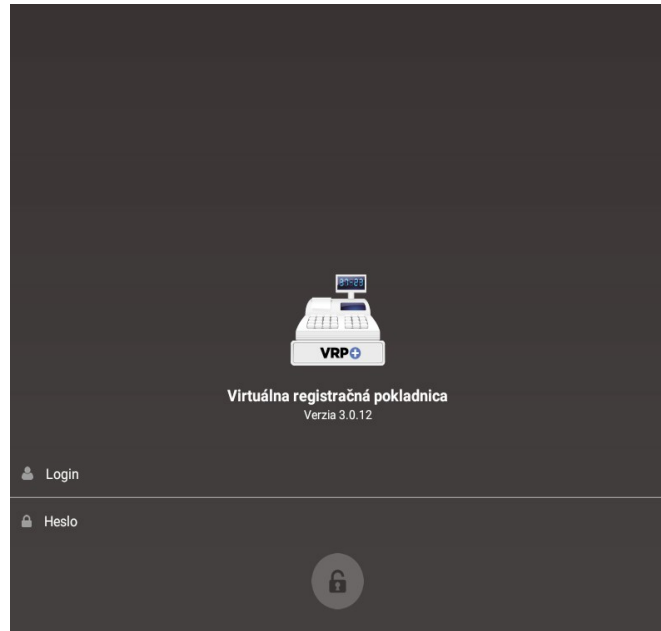 VRP+
Virtuálna registračná pokladnica
Verzia 3.0.12
Login
Heslo